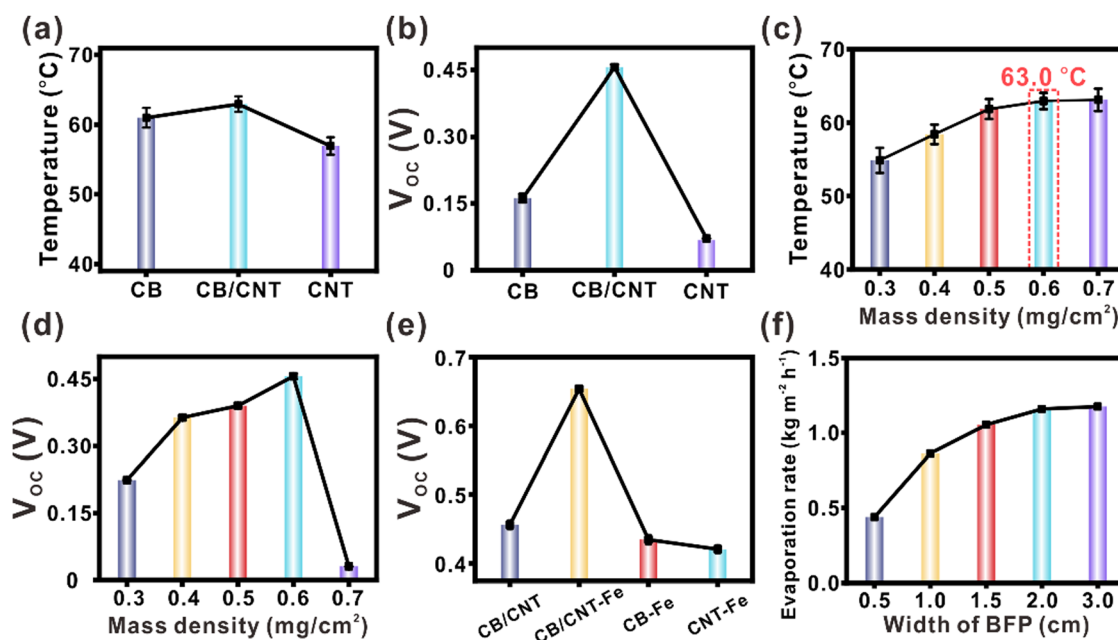 (a)
70
60
50
40
Temperature (°C)
CB CB/CNT CNT
(b)
0.45
0.30
0.15
0
VOC (V)
CB CB/CNT CNT
(c)
70
60
50
40
Temperature (°C)
63.0 °C
0.3 0.4 0.5 0.6 0.7
Mass density (mg/cm²)
(d)
0.45
0.30
0.15
0
VOC (V)
0.3 0.4 0.5 0.6 0.7
Mass density (mg/cm²)
(e)
0.7
0.6
0.5
0.4
VOC (V)
CB/CNT CB/CNT-Fe CB-Fe CNT-Fe
(f)
1.5
1.0
0.5
0.0
Evaporation rate (kg m⁻² h⁻¹)
0.5 1.0 1.5 2.0 3.0
Width of BFP (cm)